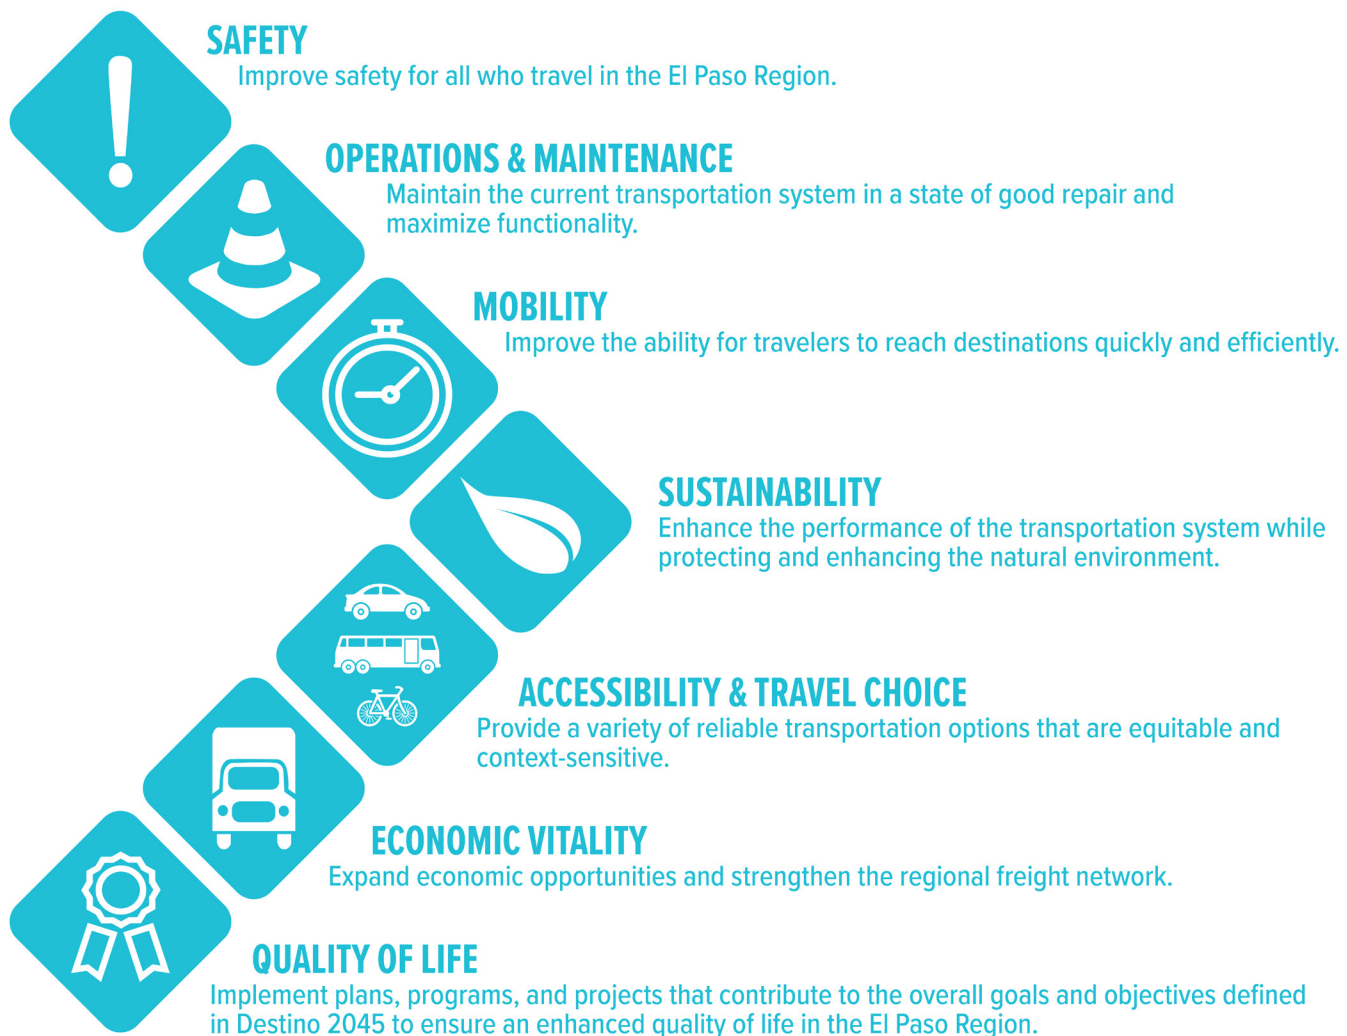 SAFETY
Improve safety for all who travel in the El Paso Region.
OPERATIONS & MAINTENANCE
Maintain the current transportation system in a state of good repair and
maximize functionality.
MOBILITY
Improve the ability for travelers to reach destinations quickly and efficiently.
SUSTAINABILITY
Enhance the performance of the transportation system while
protecting and enhancing the natural environment.
ACCESSIBILITY & TRAVEL CHOICE
Provide a variety of reliable transportation options that are equitable and
context-sensitive.
ECONOMIC VITALITY
Expand economic opportunities and strengthen the regional freight network.
QUALITY OF LIFE
Implement plans, programs, and projects that contribute to the overall goals and objectives defined
in Destino 2045 to ensure an enhanced quality of life in the El Paso Region.